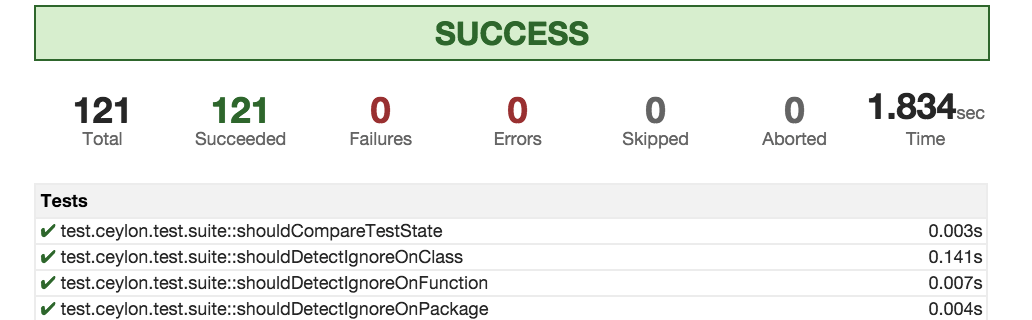 SUCCESS
121 121 0 0 0 0 1.834sec
Total Succeeded Failures Errors Skipped Aborted Time
Tests
✔ test.ceylon.test.suite::shouldCompareTestState 0.003s
✔ test.ceylon.test.suite::shouldDetectIgnoreOnClass 0.141s
✔ test.ceylon.test.suite::shouldDetectIgnoreOnFunction 0.007s
✔ test.ceylon.test.suite::shouldDetectIgnoreOnPackage 0.004s